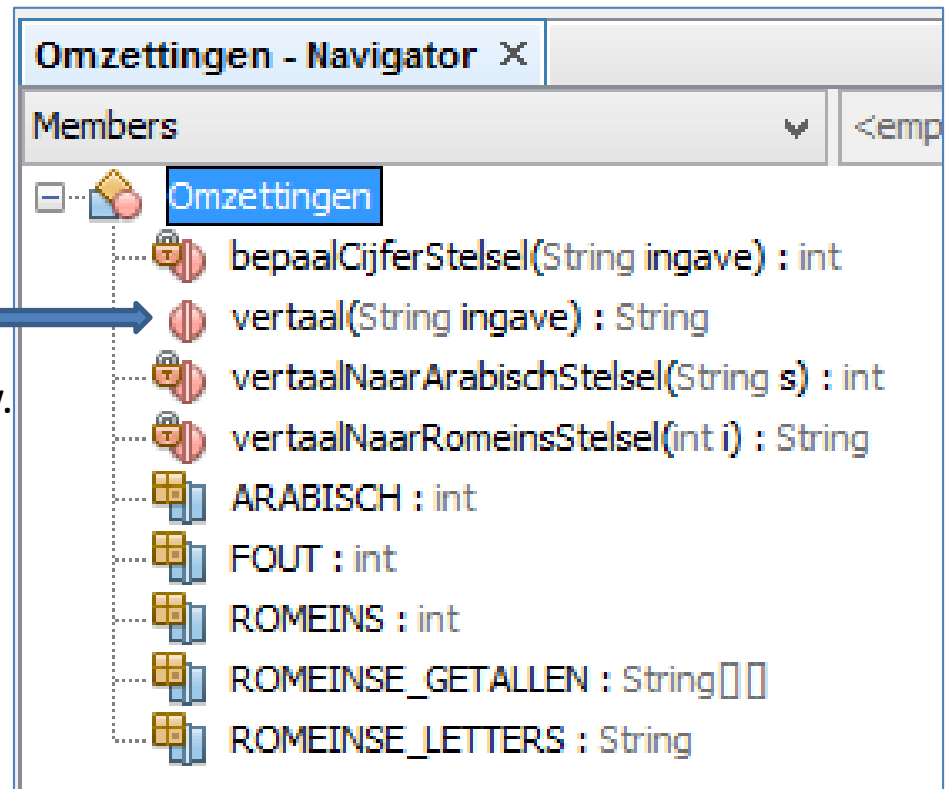 Omzettingen - Navigator ×
Members <emp
Omzettingen
bepaalCijferStelsel(String ingave) : int
vertaal(String ingave) : String
vertaalNaarArabischStelsel(String s) : int
vertaalNaarRomeinsStelsel(int i) : String
ARABISCH : int
FOUT : int
ROMEINS : int
ROMEINSE_GETALLEN : String[][]
ROMEINSE_LETTERS : String